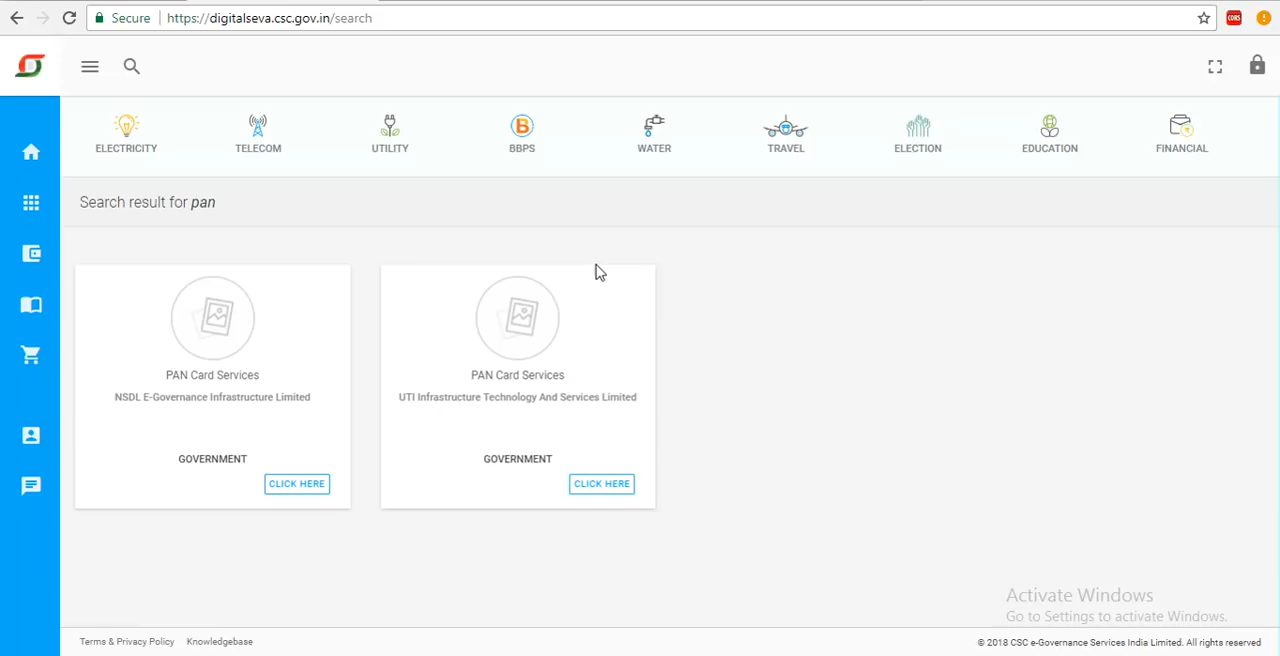 Secure
https://digitalseva.csc.gov.in/search
CORS
ELECTRICITY
TELECOM
UTILITY
B
BBPS
WATER
TRAVEL
ELECTION
EDUCATION
FINANCIAL
Search result for pan
PAN Card Services
NSDL E-Governance Infrastructure Limited
GOVERNMENT
CLICK HERE
PAN Card Services
UTI Infrastructure Technology And Services Limited
GOVERNMENT
CLICK HERE
Activate Windows
Go to Settings to activate Windows.
Terms & Privacy Policy
Knowledgebase
© 2018 CSC e-Governance Services India Limited. All rights reserved